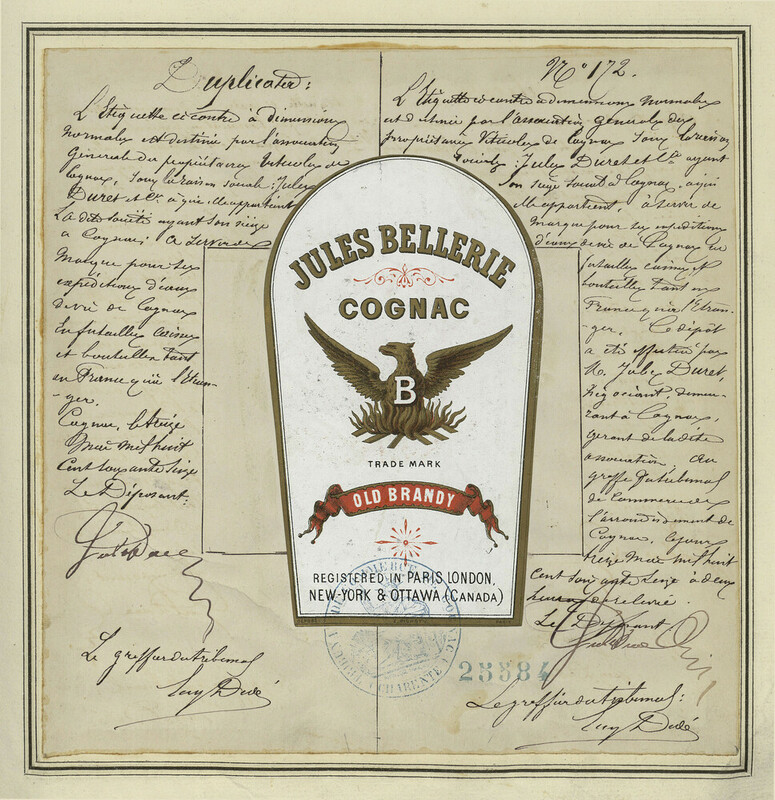 Duplicata:
L'Etiquette ci contre à dimensions
normales est destinée par l'association
Générale des propriétaires Viticoles de
Cognac, sous la raison sociale: Jules
Duret et Cie à qui elle appartient
La dite société ayant son siège
à Cognac; à servir de
Marque pour ses
expéditions d'eaux
de vie de Cognac
en futailles caisses
et bouteilles tant
en France qu'à l'Etran-
-ger.
Cognac, le treize
Mai mil huit
Cent soixante seize
Le Déposant.
Le greffier du tribunal
N° 172.
L'Etiquette ci contre à dimensions normales
est destinée par l'association générale des
propriétaires Viticoles de Cognac, sous la raison
sociale: Jules Duret et Cie ayant
son siège social à Cognac, à qui
elle appartient, à servir de
marque pour ses expéditions
d'eaux de vie de Cognac en
futailles caisses et
bouteilles tant en
France qu'à l'Etran-
-ger. Ce dépôt
a été effectué par
M. Jules Duret,
Négociant, demeu-
rant à Cognac,
gérant de la dite
association, au
greffe du tribunal
de Commerce de
l'arrondissement de
Cognac, le jour
treize Mai mil huit
Cent soixante seize à deux
heures de relevée.
Le Déposant
Le greffier du tribunal:
JULES BELLERIE
COGNAC
B
TRADE MARK
OLD BRANDY
REGISTERED IN PARIS LONDON,
NEW-YORK & OTTAWA (CANADA)
25584